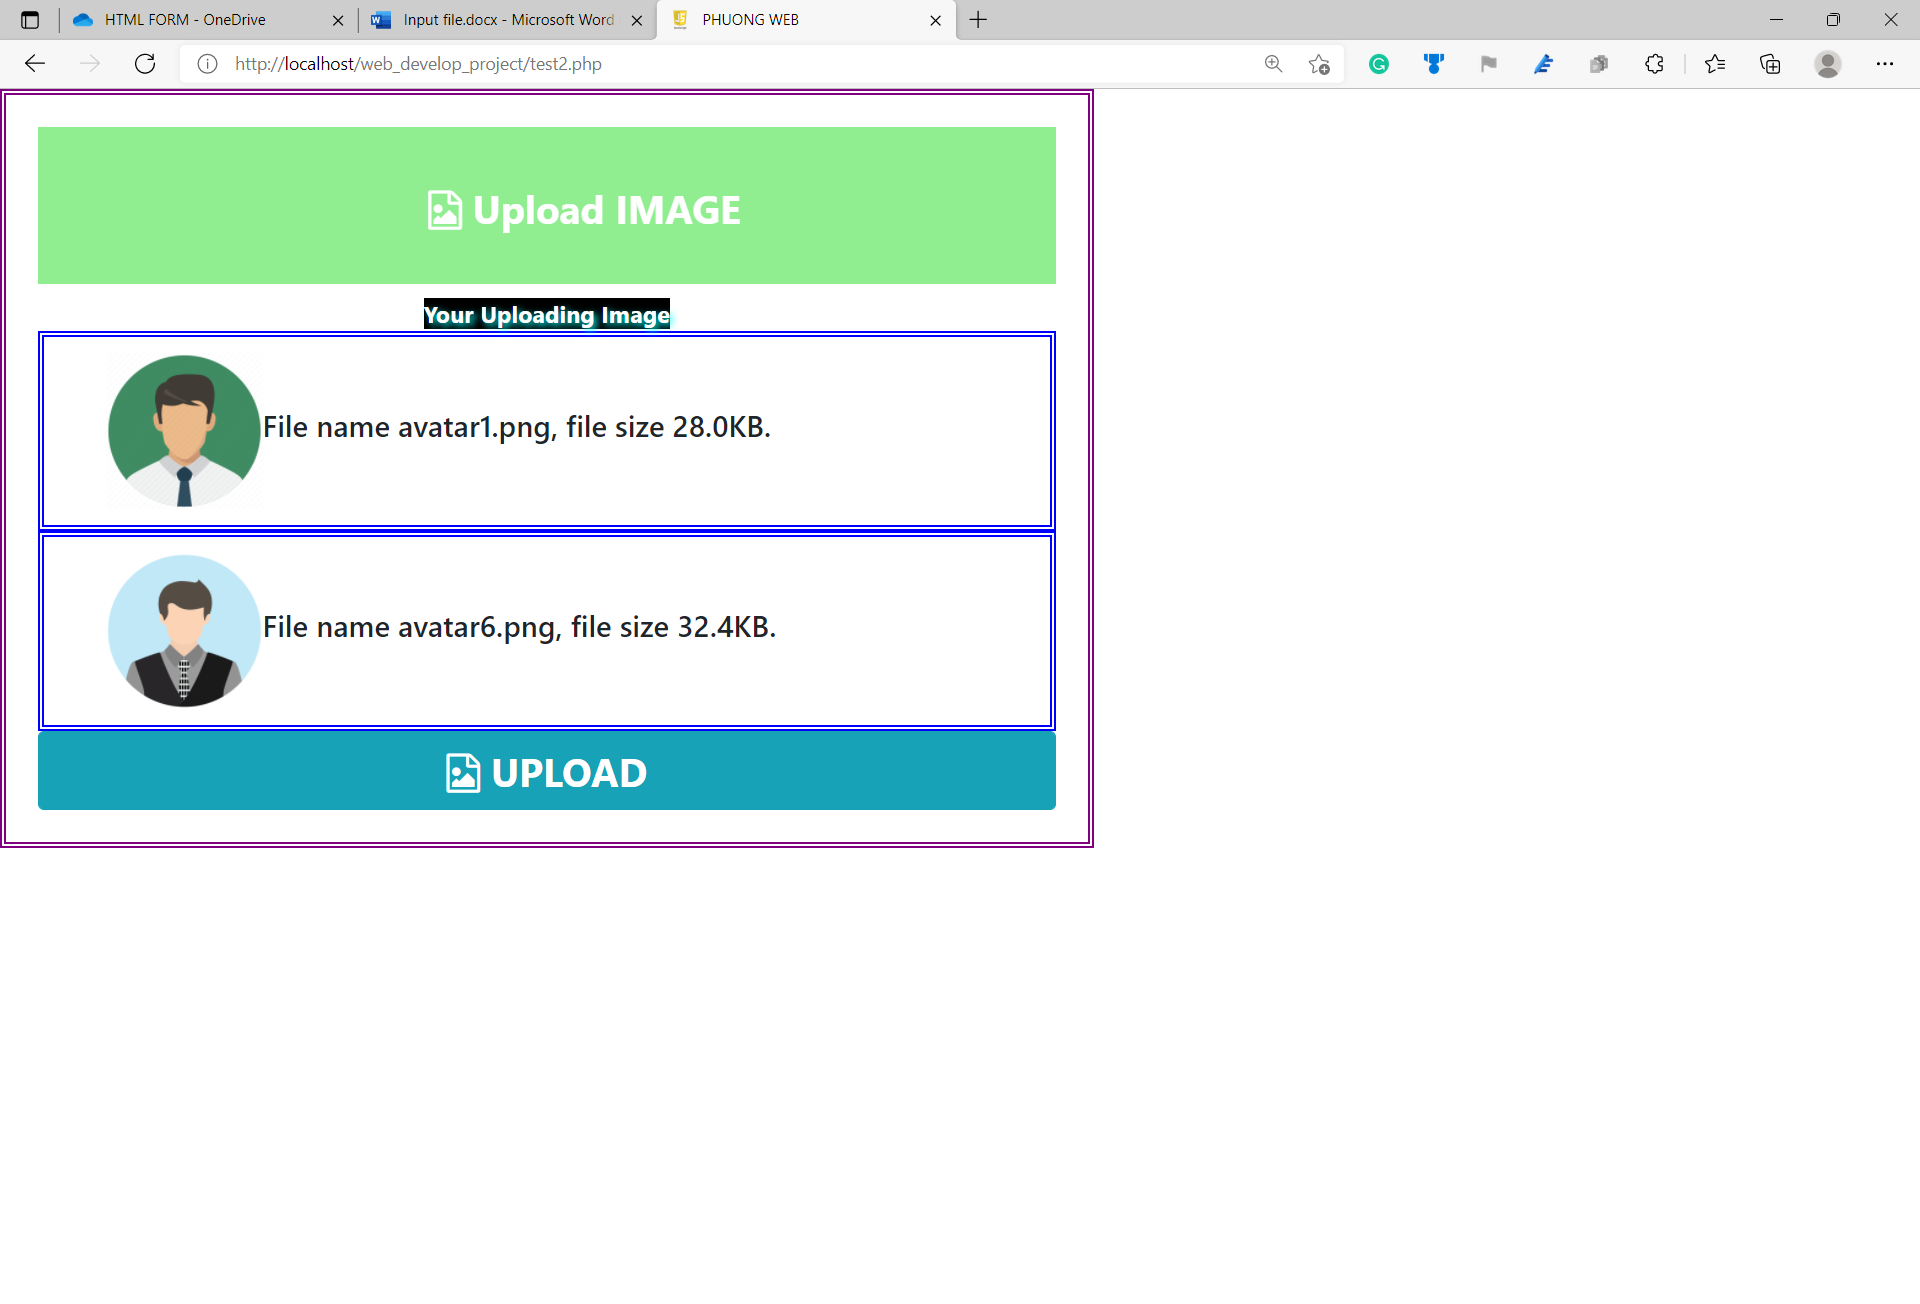 HTML FORM - OneDrive
Input file.docx - Microsoft Word
PHUONG WEB
http://localhost/web_develop_project/test2.php
Upload IMAGE
Your Uploading Image
File name avatar1.png, file size 28.0KB.
File name avatar6.png, file size 32.4KB.
UPLOAD